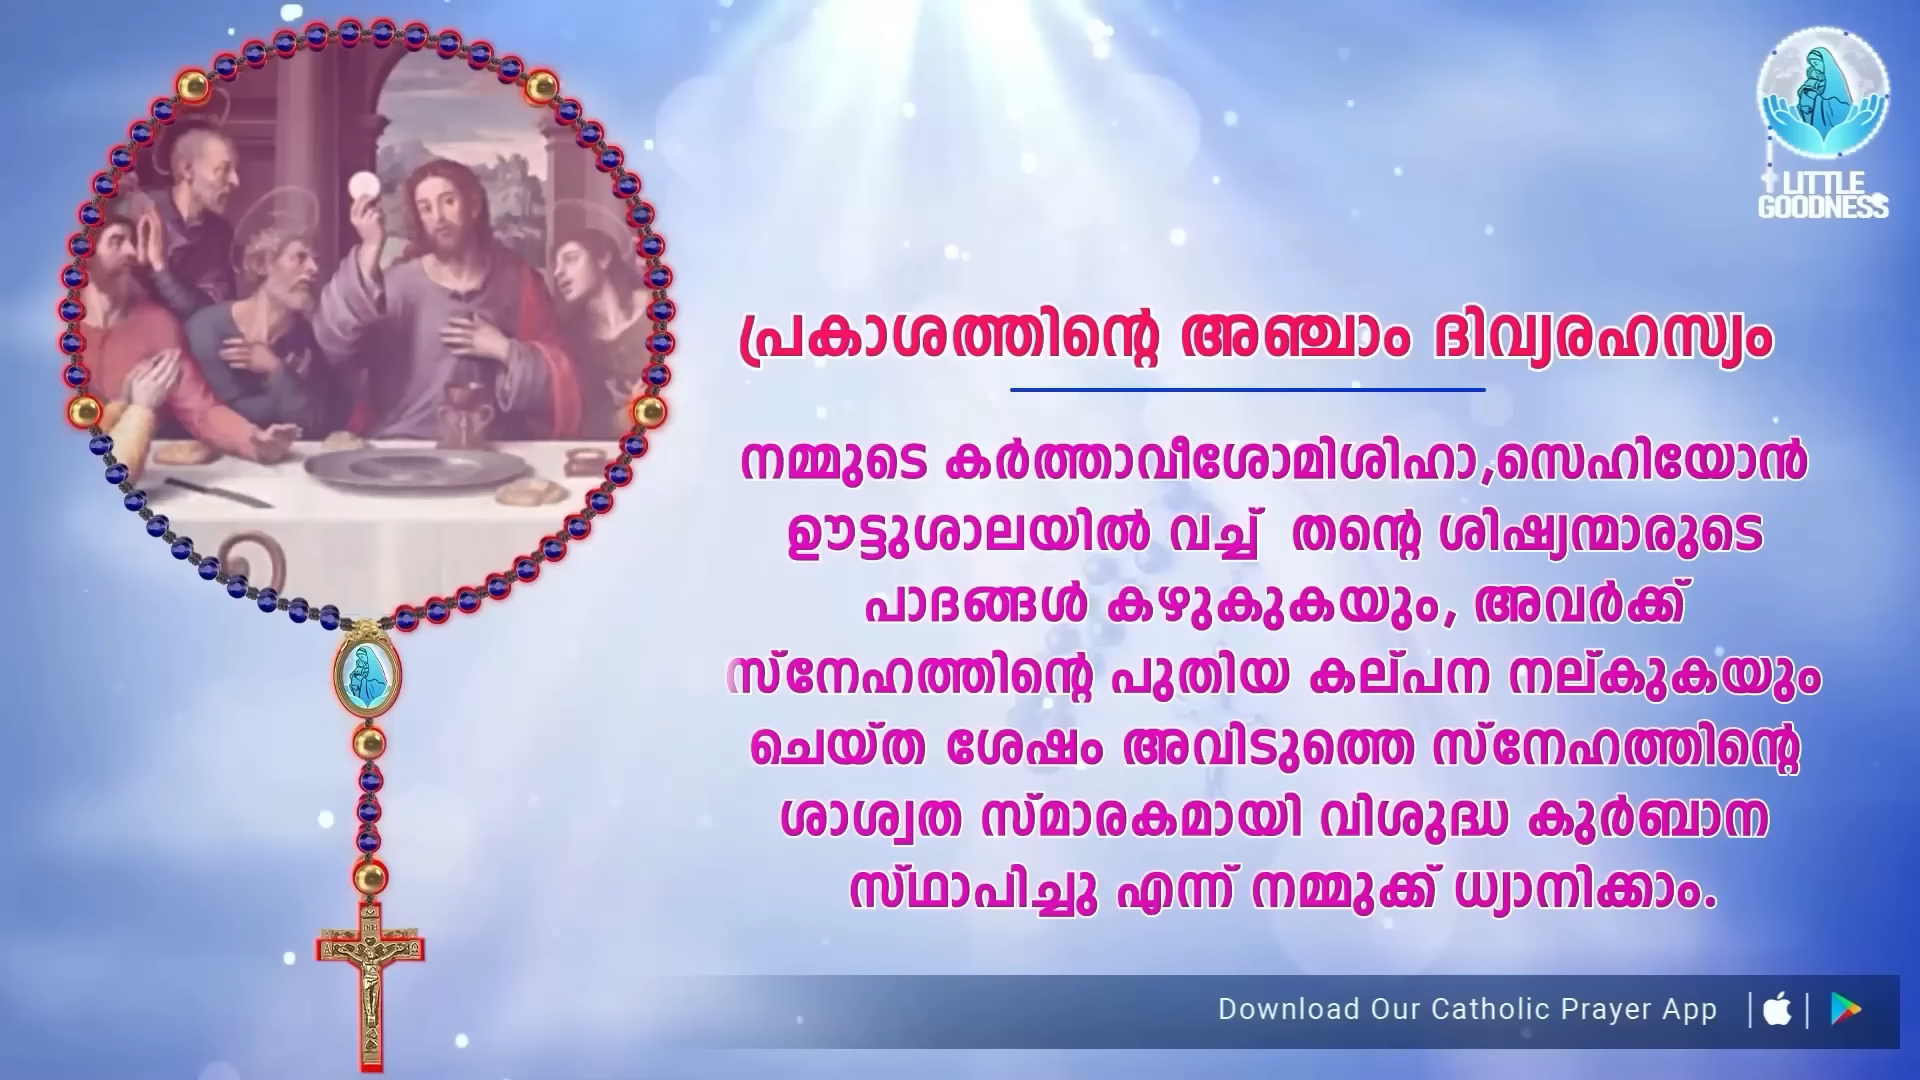 LITTLE
GOODNESS
പ്രകാശത്തിന്റെ അഞ്ചാം ദിവ്യരഹസ്യം
നമ്മുടെ കർത്താവീശോമിശിഹാ,സെഹിയോൻ
ഊട്ടുശാലയിൽ വച്ച് തന്റെ ശിഷ്യന്മാരുടെ
പാദങ്ങൾ കഴുകുകയും, അവർക്ക്
സ്നേഹത്തിന്റെ പുതിയ കല്പന നല്കുകയും
ചെയ്ത ശേഷം അവിടുത്തെ സ്നേഹത്തിന്റെ
ശാശ്വത സ്മാരകമായി വിശുദ്ധ കുർബാന
സ്ഥാപിച്ചു എന്ന് നമ്മുക്ക് ധ്യാനിക്കാം.
INRI
Download Our Catholic Prayer App